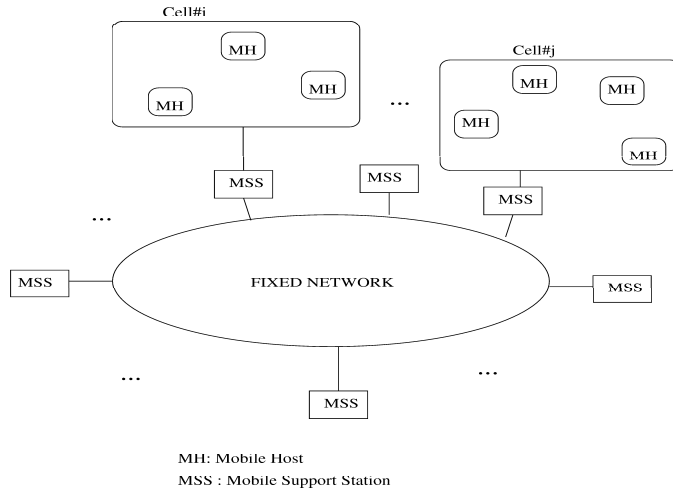 Cell#i
MH
MH
MH
...
Cell#j
MH
MH
MH
MH
MSS
MSS
MSS
...
MSS
FIXED NETWORK
MSS
...
...
MSS
MH: Mobile Host
MSS : Mobile Support Station